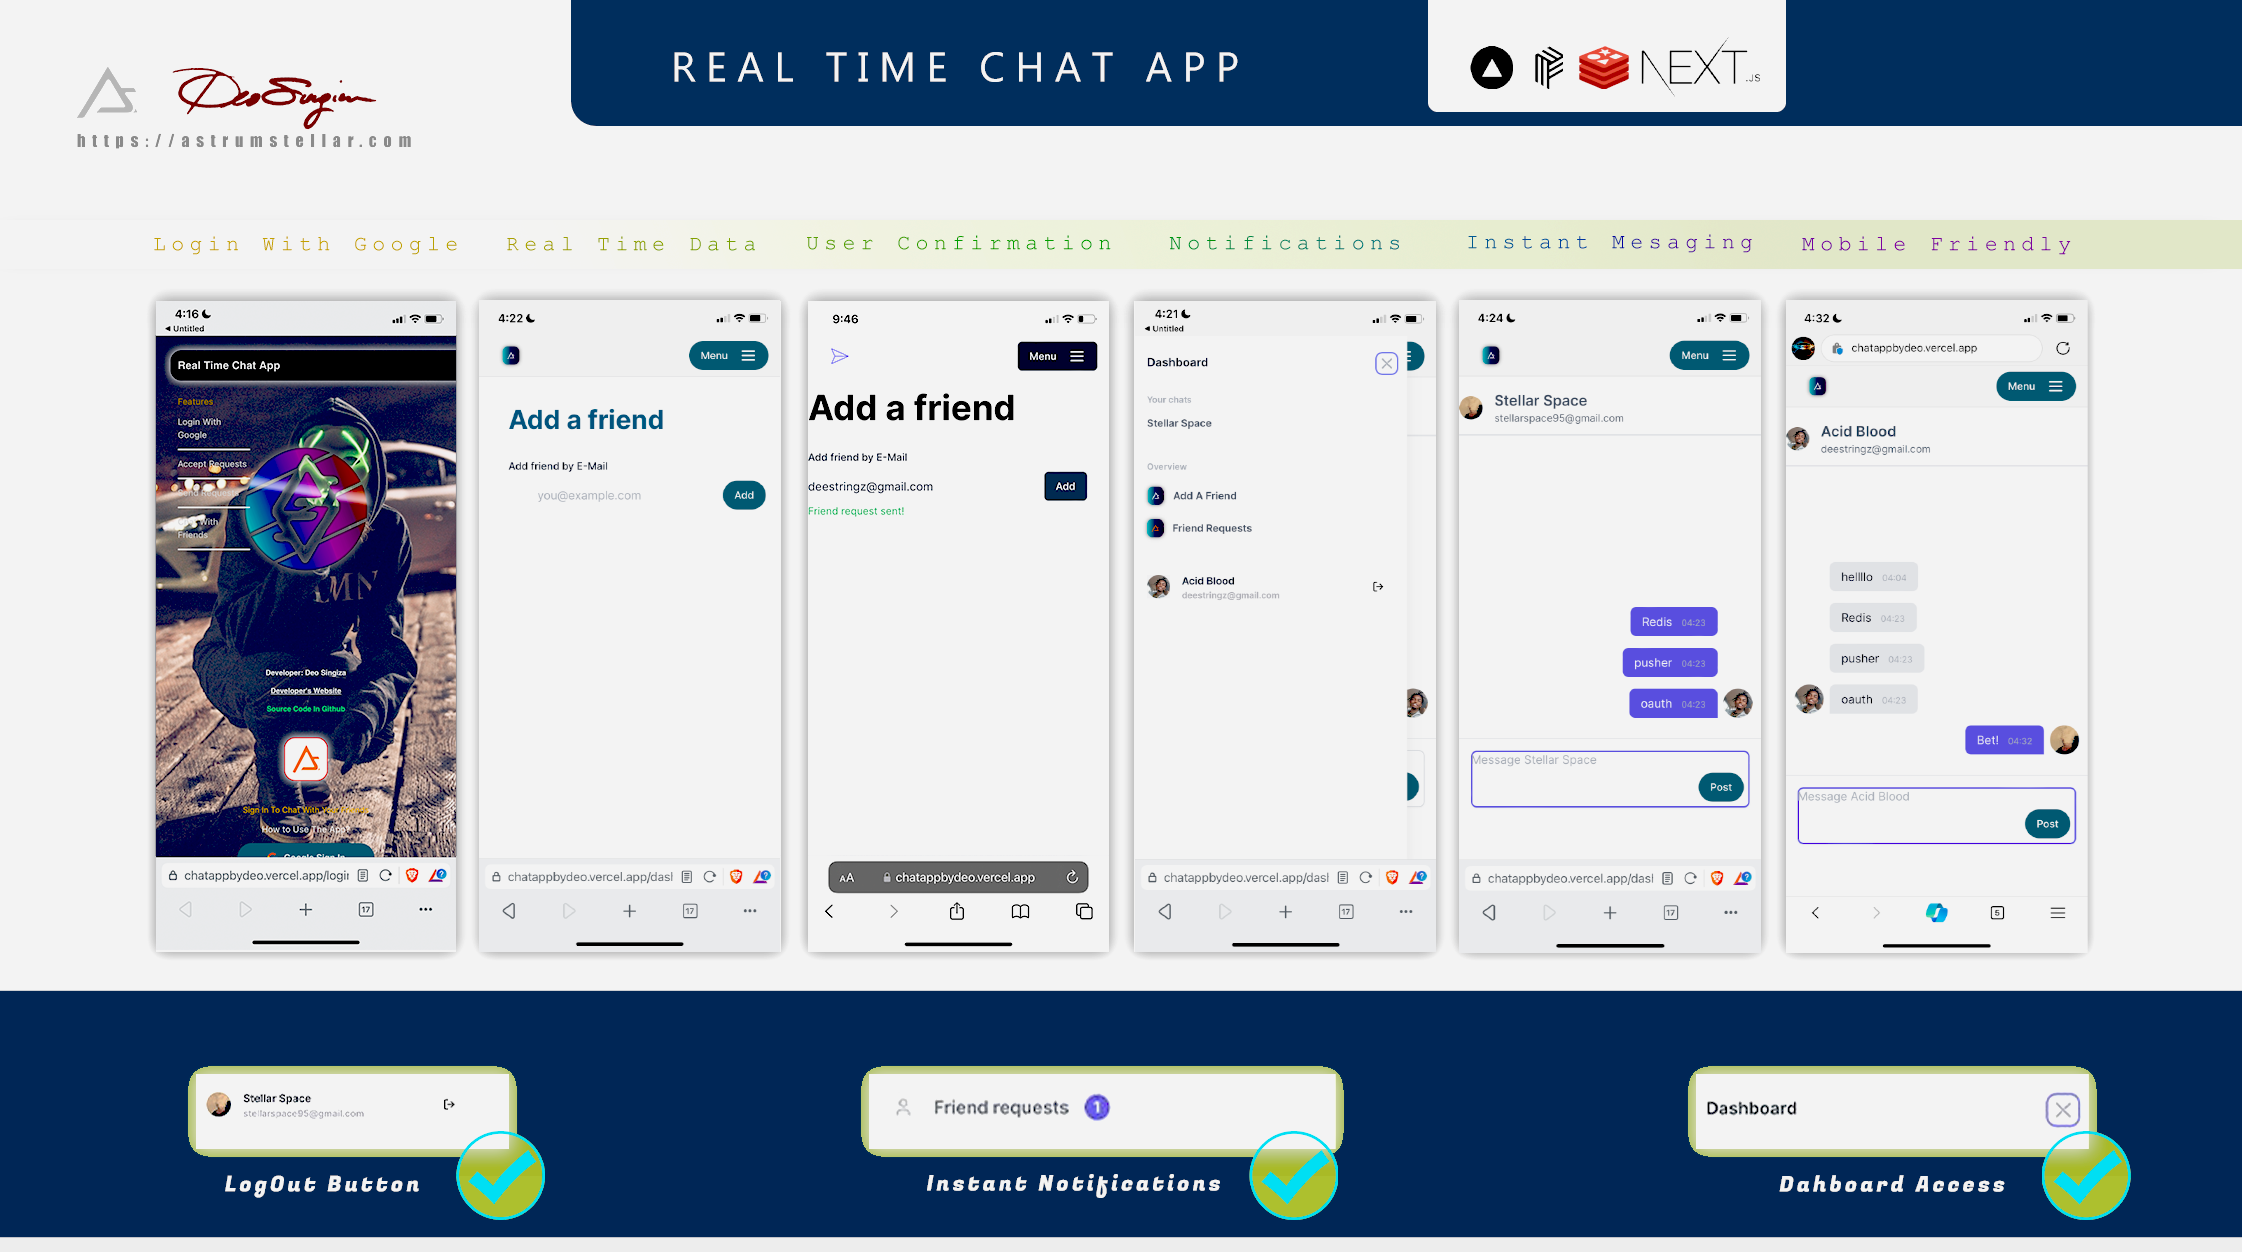 REAL TIME CHAT APP
NEXT.JS
Deo Singiza
https://astrumstellar.com
Login With Google
Real Time Data
User Confirmation
Notifications
Instant Mesaging
Mobile Friendly
4:16
Untitled
Real Time Chat App
Features
Login With
Google
Accept Requests
Send Requests
With
Friends
MN
Developer: Deo Singiza
Developer's Website
Source Code In Github
Sign In To Chat With Your
How to Use The App?
Google Sign In
chatappbydeo.vercel.app/logi
17
4:22
Menu
Add a friend
Add friend by E-Mail
you@example.com
Add
chatappbydeo.vercel.app/dasl
17
9:46
Menu
Add a friend
Add friend by E-Mail
deestringz@gmail.com
Add
Friend request sent!
AA
chatappbydeo.vercel.app
4:21
Untitled
Dashboard
Your chats
Stellar Space
Overview
Add A Friend
Friend Requests
Acid Blood
deestringz@gmail.com
chatappbydeo.vercel.app/dasl
17
4:24
Menu
Stellar Space
stellarspace95@gmail.com
Redis 04:23
pusher 04:23
oauth 04:23
Message Stellar Space
Post
chatappbydeo.vercel.app/dasl
17
4:32
chatappbydeo.vercel.app
Menu
Acid Blood
deestringz@gmail.com
hellllo 04:04
Redis 04:23
pusher 04:23
oauth 04:23
Bet! 04:32
Message Acid Blood
Post
5
Stellar Space
stellarspace95@gmail.com
LogOut Button
Friend requests 1
Instant Notifications
Dashboard
Dahboard Access